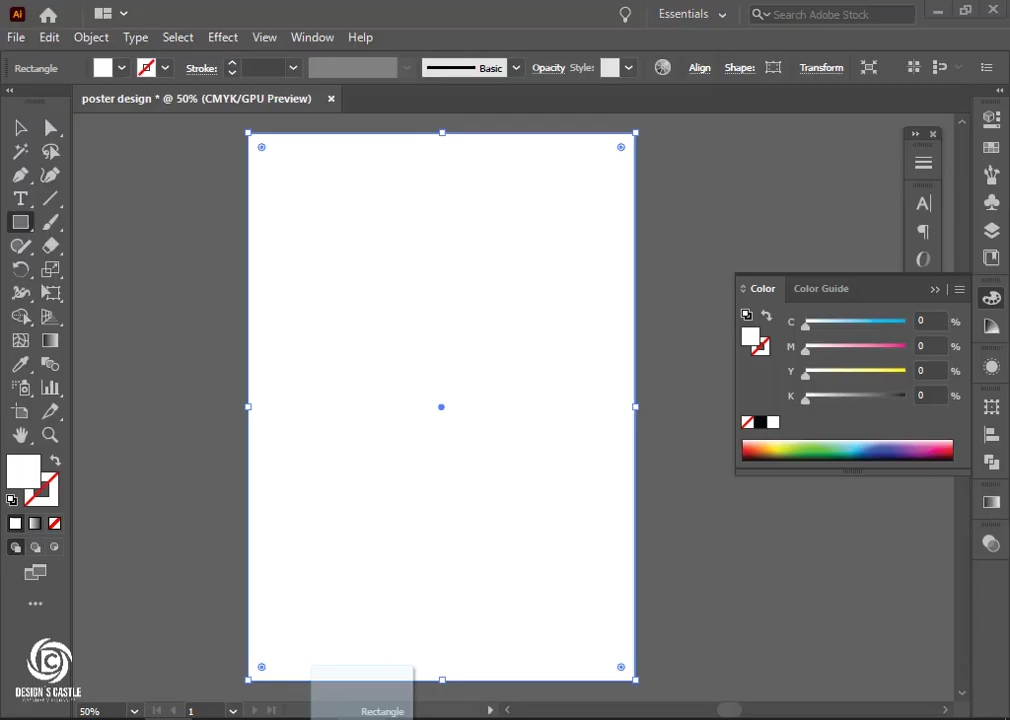 Ai
Essentials
Search Adobe Stock
File Edit Object Type Select Effect View Window Help
Rectangle Stroke: Basic Opacity Style: Align Shape: Transform
poster design * @ 50% (CMYK/GPU Preview) ×
Color Color Guide
C 0 %
M 0 %
Y 0 %
K 0 %
DESIGN S CASTLE
50% 1 Rectangle